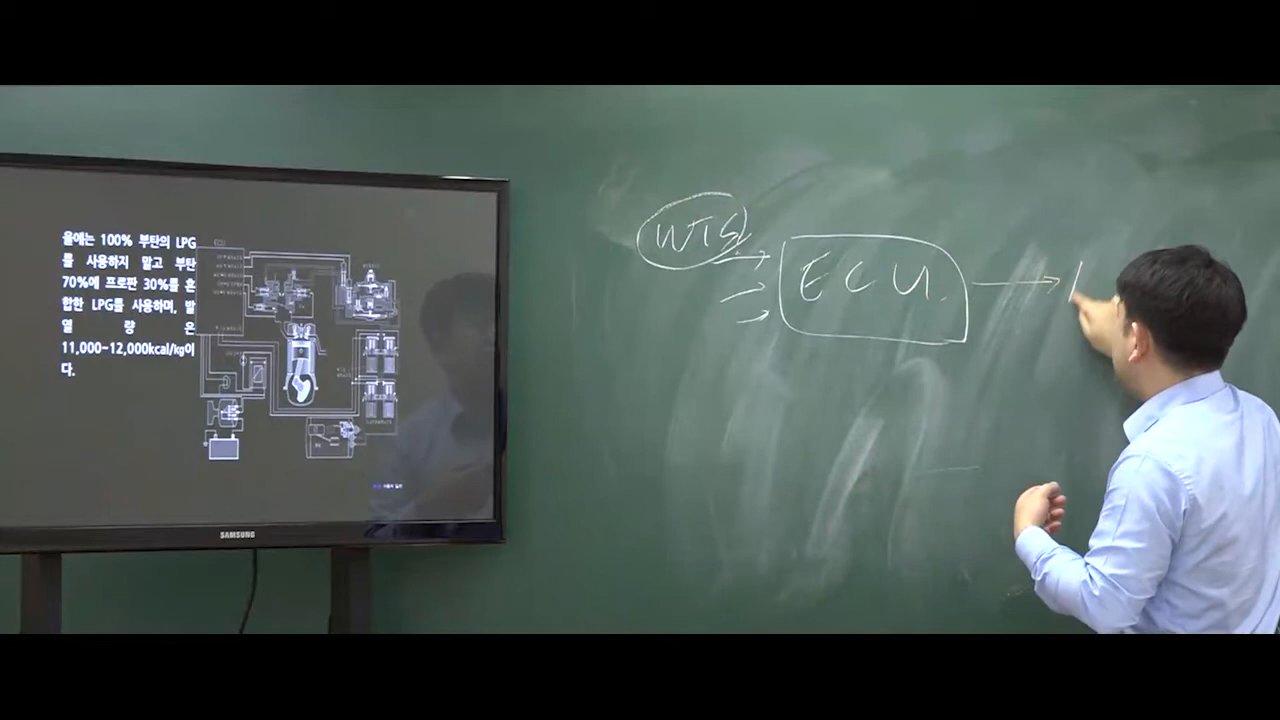 울에는 100% 부탄의 LPG
를 사용하지 말고 부탄
70%에 프로판 30%를 혼
합한 LPG를 사용하며, 발
열 량 은
11,000~12,000kcal/kg이
다.
ECU
SAMSUNG
WTS
ECU